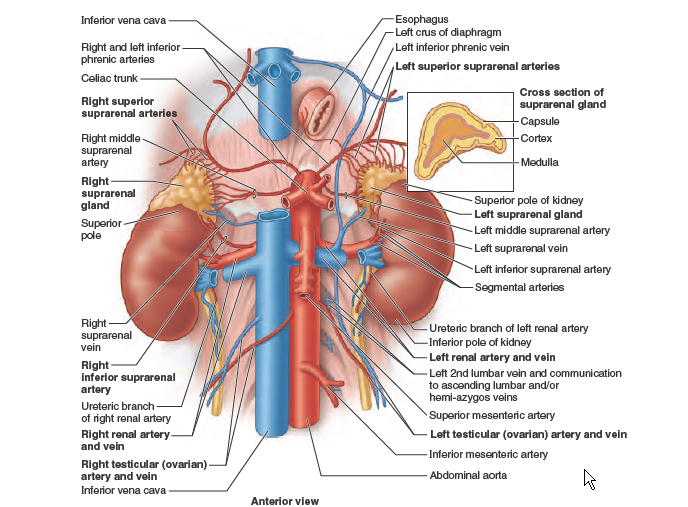 Inferior vena cava
Right and left inferior
phrenic arteries
Celiac trunk
Right superior
suprarenal arteries
Right middle
suprarenal
artery
Right
suprarenal
gland
Superior
pole
Right
suprarenal
vein
Right
inferior suprarenal
artery
Ureteric branch
of right renal artery
Right renal artery
and vein
Right testicular (ovarian)
artery and vein
Inferior vena cava
Esophagus
Left crus of diaphragm
Left inferior phrenic vein
Left superior suprarenal arteries
Cross section of
suprarenal gland
Capsule
Cortex
Medulla
Superior pole of kidney
Left suprarenal gland
Left middle suprarenal artery
Left suprarenal vein
Left inferior suprarenal artery
Segmental arteries
Ureteric branch of left renal artery
Inferior pole of kidney
Left renal artery and vein
Left 2nd lumbar vein and communication
to ascending lumbar and/or
hemi-azygos veins
Superior mesenteric artery
Left testicular (ovarian) artery and vein
Inferior mesenteric artery
Abdominal aorta
Anterior view